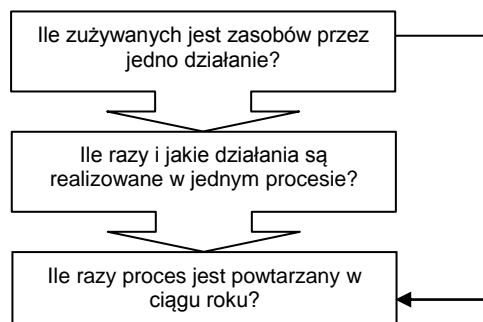 Ile zużywanych jest zasobów przez
jedno działanie?
Ile razy i jakie działania są
realizowane w jednym procesie?
Ile razy proces jest powtarzany w
ciągu roku?